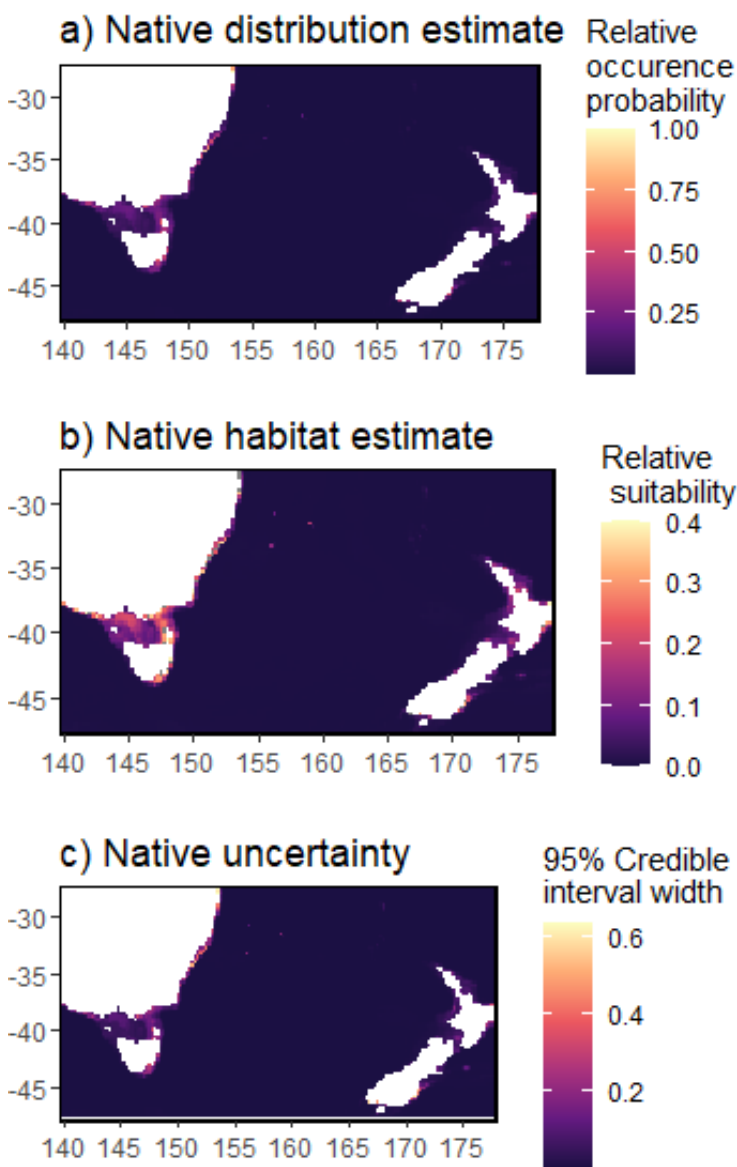 a) Native distribution estimate
Relative
occurence
probability
1.00
0.75
0.50
0.25
-30
-35
-40
-45
140 145 150 155 160 165 170 175
b) Native habitat estimate
Relative
suitability
0.4
0.3
0.2
0.1
0.0
-30
-35
-40
-45
140 145 150 155 160 165 170 175
c) Native uncertainty
95% Credible
interval width
0.6
0.4
0.2
-30
-35
-40
-45
140 145 150 155 160 165 170 175